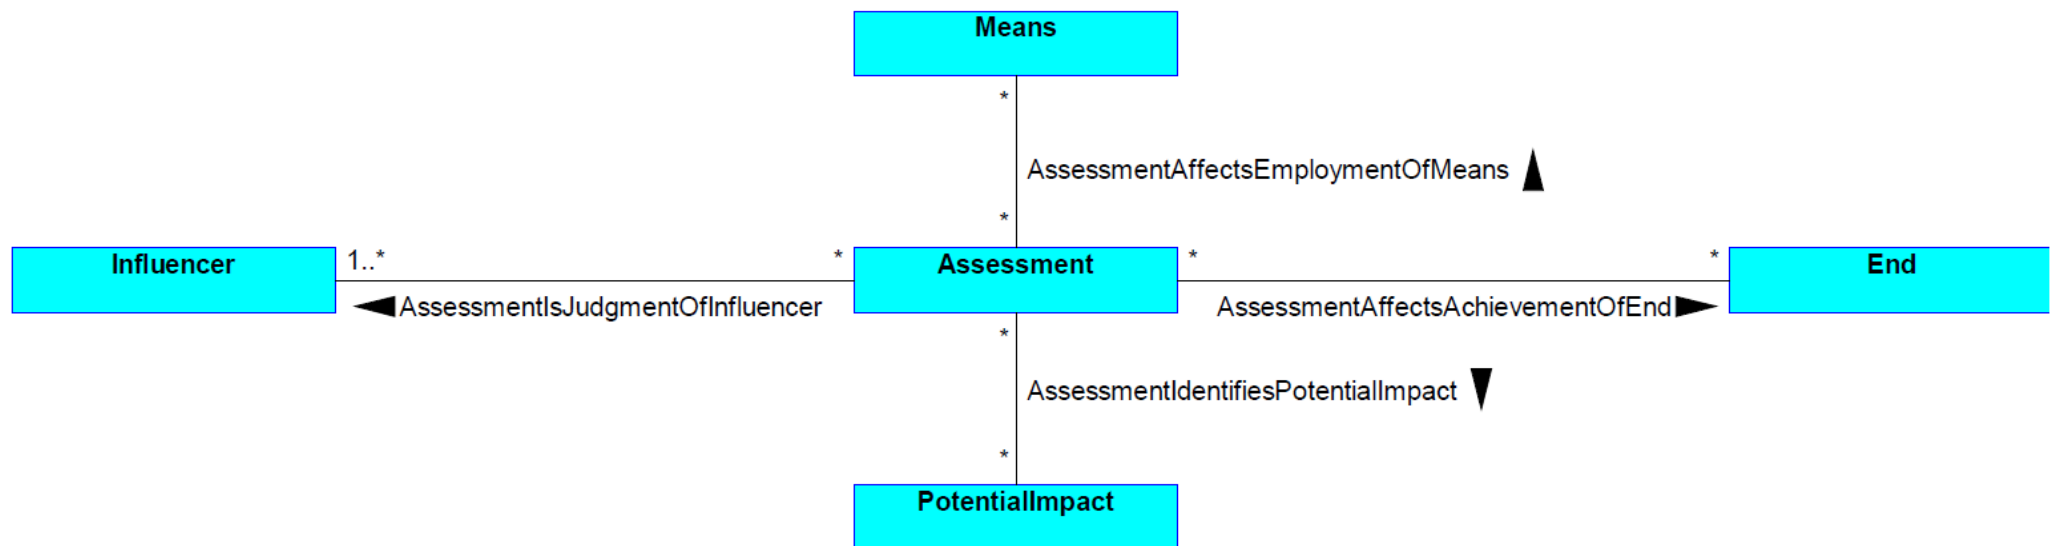 Means
*
AssessmentAffectsEmploymentOfMeans
*
Influencer
1..*
*
Assessment
*
*
End
AssessmentIsJudgmentOfInfluencer
AssessmentAffectsAchievementOfEnd
*
AssessmentIdentifiesPotentialImpact
*
PotentialImpact